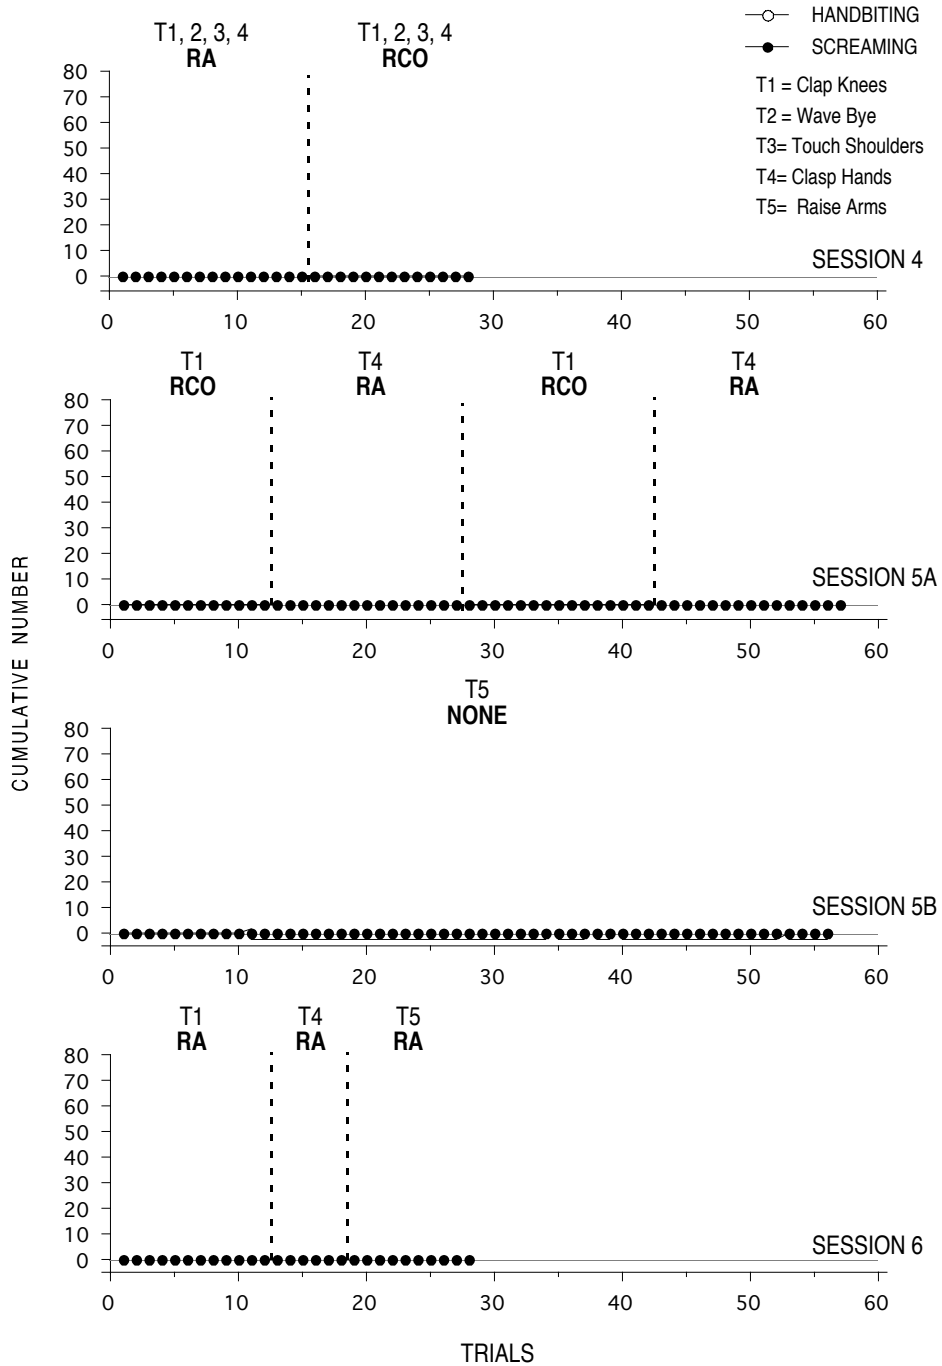 HANDBITING
SCREAMING
T1 = Clap Knees
T2 = Wave Bye
T3= Touch Shoulders
T4= Clasp Hands
T5= Raise Arms
T1, 2, 3, 4 T1, 2, 3, 4
RA RCO
80
70
60
50
40
30
20
10
0
SESSION 4
0 10 20 30 40 50 60
T1 T4 T1 T4
RCO RA RCO RA
80
70
60
50
40
30
20
10
0
SESSION 5A
0 10 20 30 40 50 60
CUMULATIVE NUMBER
T5
NONE
80
70
60
50
40
30
20
10
0
SESSION 5B
0 10 20 30 40 50 60
T1 T4 T5
RA RA RA
80
70
60
50
40
30
20
10
0
SESSION 6
0 10 20 30 40 50 60
TRIALS